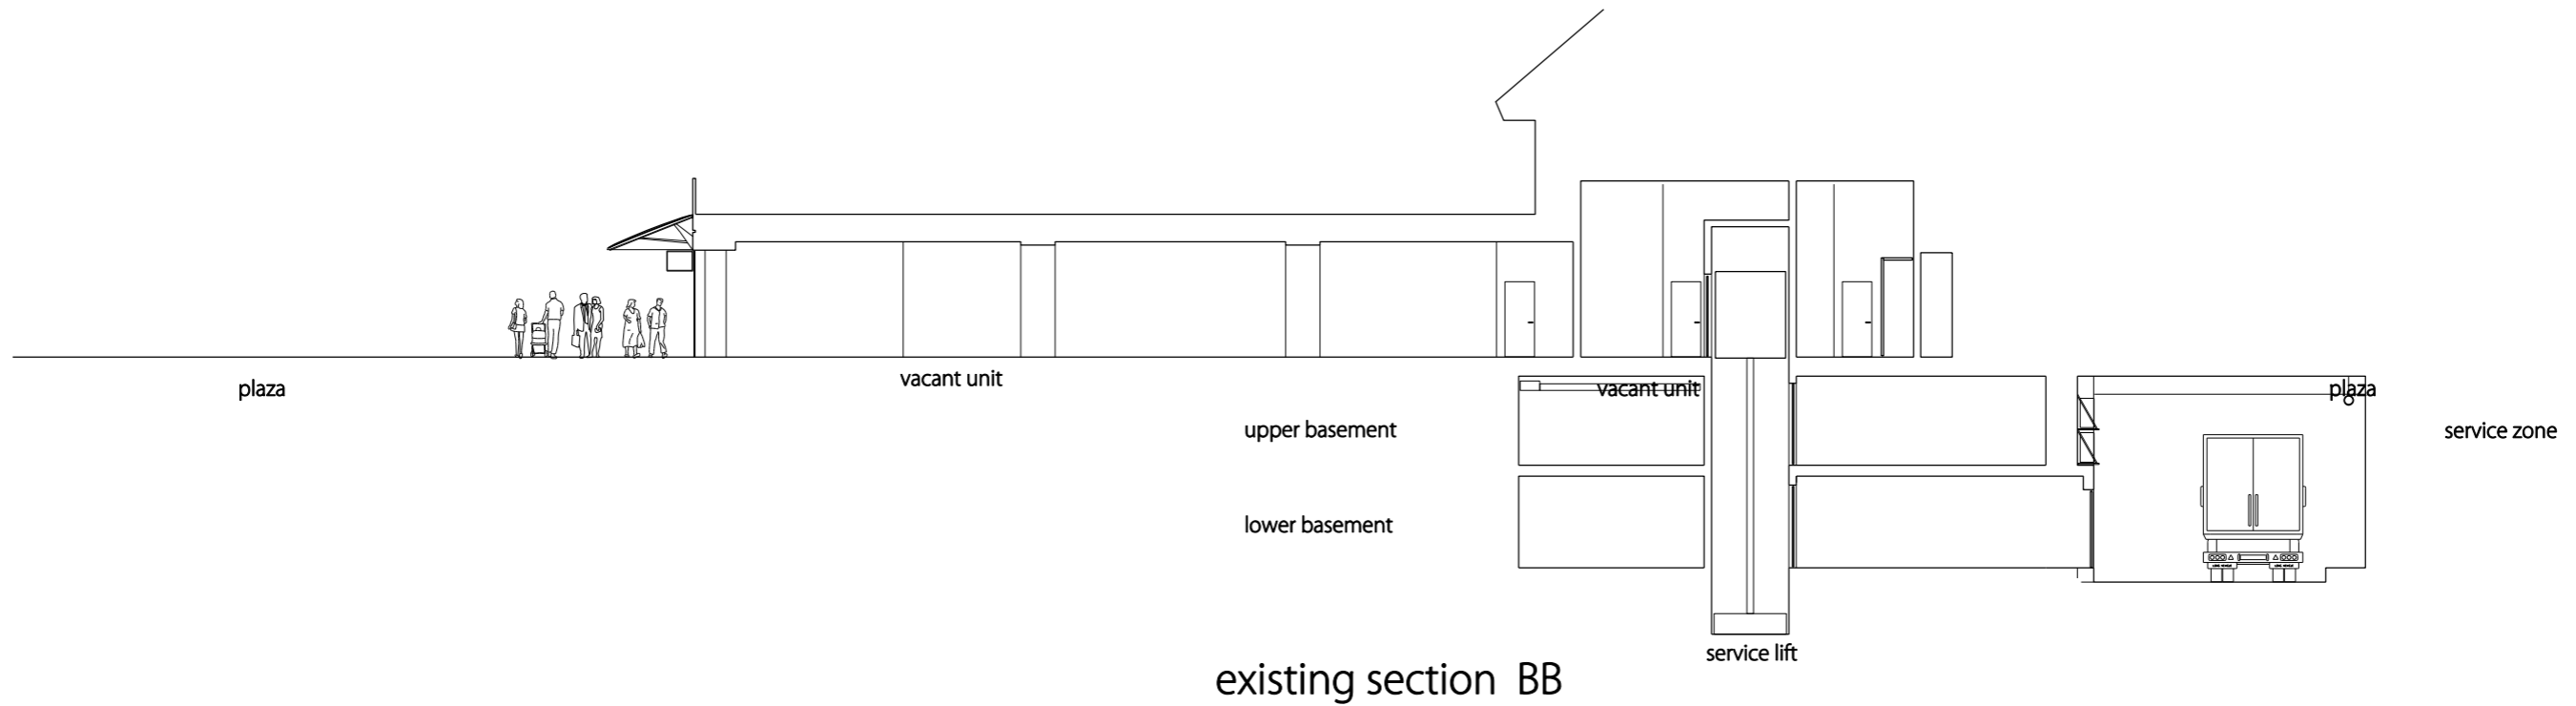 plaza
vacant unit
vacant unit
plaza
upper basement
service zone
lower basement
service lift
existing section BB